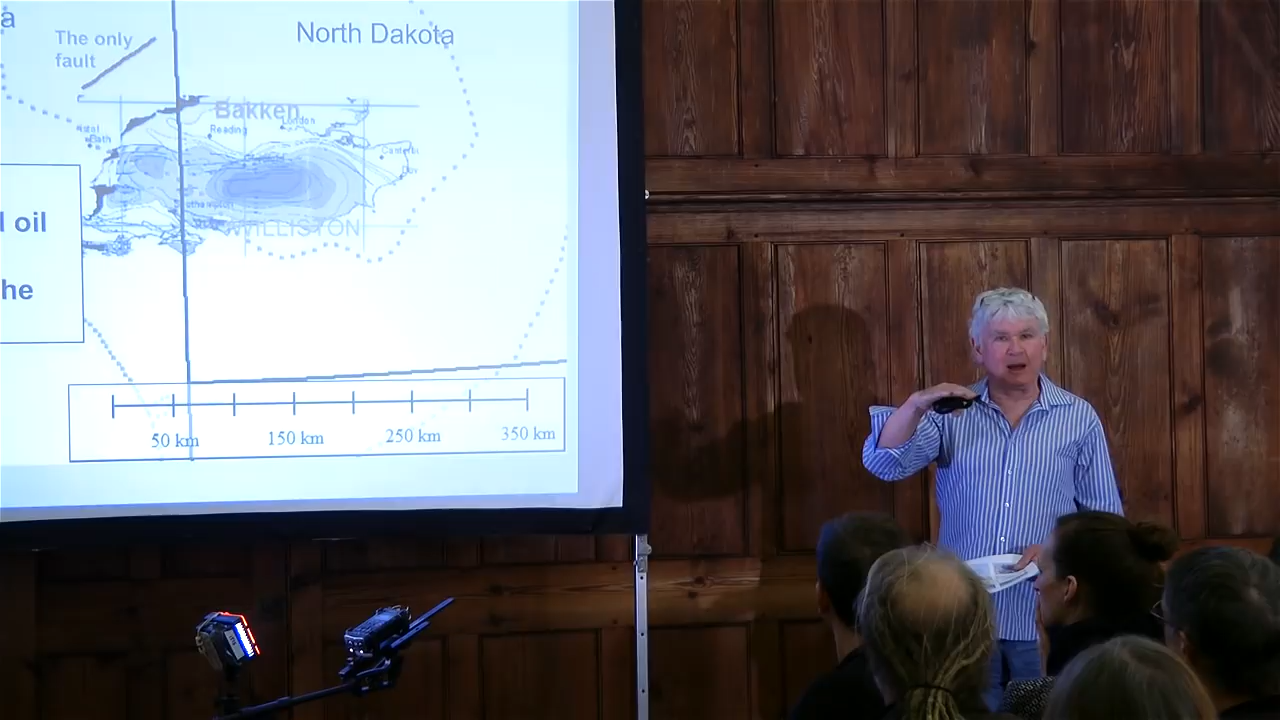 a
North Dakota
The only
fault
Bakken
London
Reading
Bath
WILLISTON
l oil
he
50 km
150 km
250 km
350 km